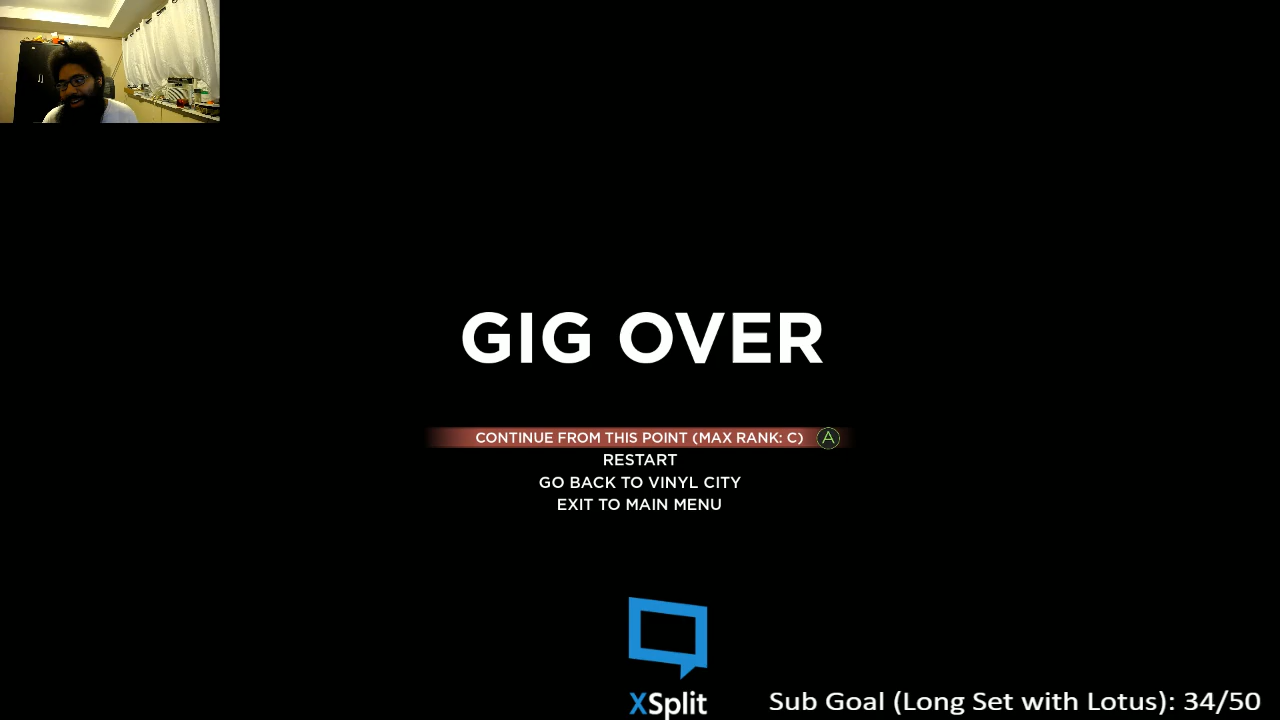 GIG OVER
CONTINUE FROM THIS POINT (MAX RANK: C) A
RESTART
GO BACK TO VINYL CITY
EXIT TO MAIN MENU
XSplit
Sub Goal (Long Set with Lotus): 34/50